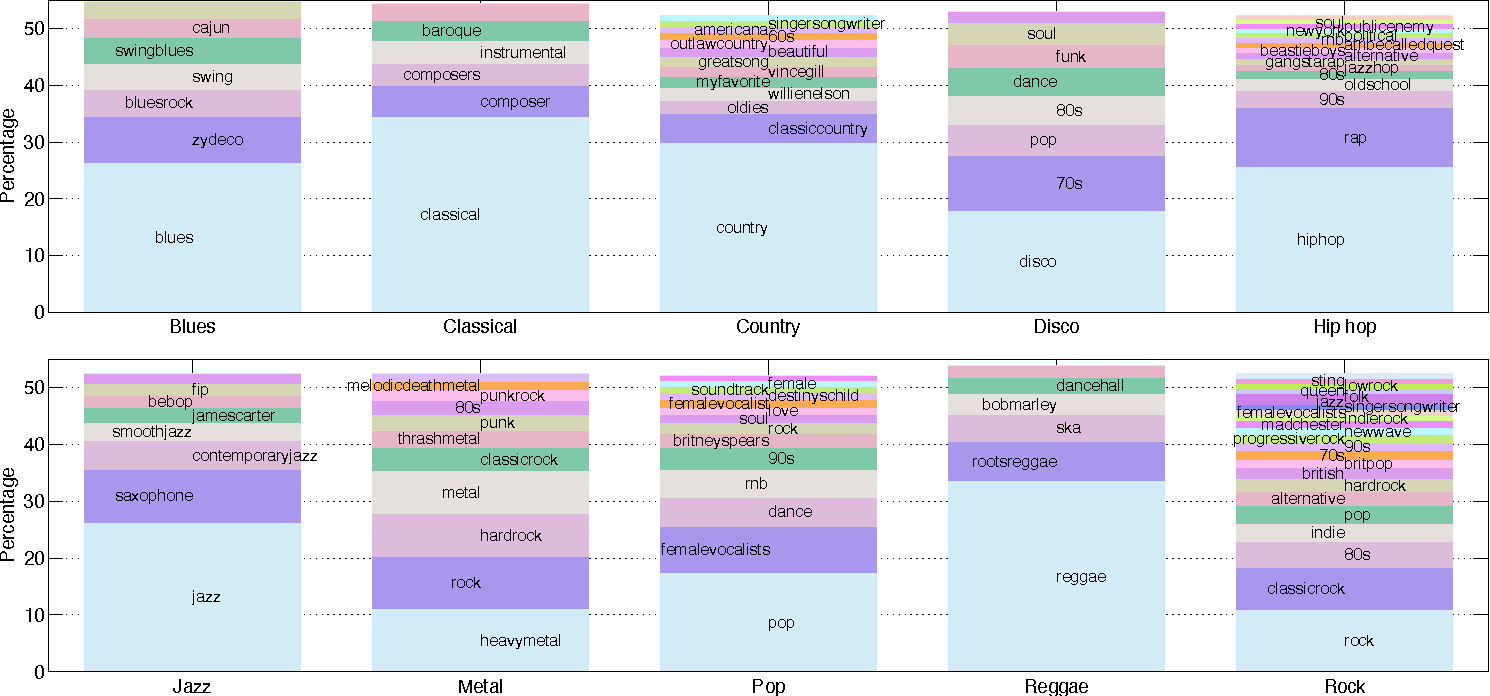 Percentage
50
40
30
20
10
0
cajun
swingblues
swing
bluesrock
zydeco
blues
Blues
baroque
instrumental
composers
composer
classical
Classical
singersongwriter
americana
60s
outlawcountry
beautiful
greatsong
vincegill
myfavorite
willienelson
oldies
classiccountry
country
Country
soul
funk
dance
80s
pop
70s
disco
Disco
soul
publicenemy
newyork
political
rnb
atribecalledquest
beastieboys
alternative
gangstarap
jazzhop
80s
oldschool
90s
rap
hiphop
Hip hop
Percentage
50
40
30
20
10
0
fip
bebop
jamescarter
smoothjazz
contemporaryjazz
saxophone
jazz
Jazz
melodicdeathmetal
punkrock
80s
punk
thrashmetal
classicrock
metal
hardrock
rock
heavymetal
Metal
female
soundtrack
destinyschild
femalevocalist
love
soul
rock
britneyspears
90s
rnb
dance
femalevocalists
pop
Pop
dancehall
bobmarley
ska
rootsreggae
reggae
Reggae
sting
lowrock
queen
folk
jazz
singersongwriter
femalevocalists
indierock
madchester
newwave
progressiverock
90s
70s
britpop
british
hardrock
alternative
pop
indie
80s
classicrock
rock
Rock